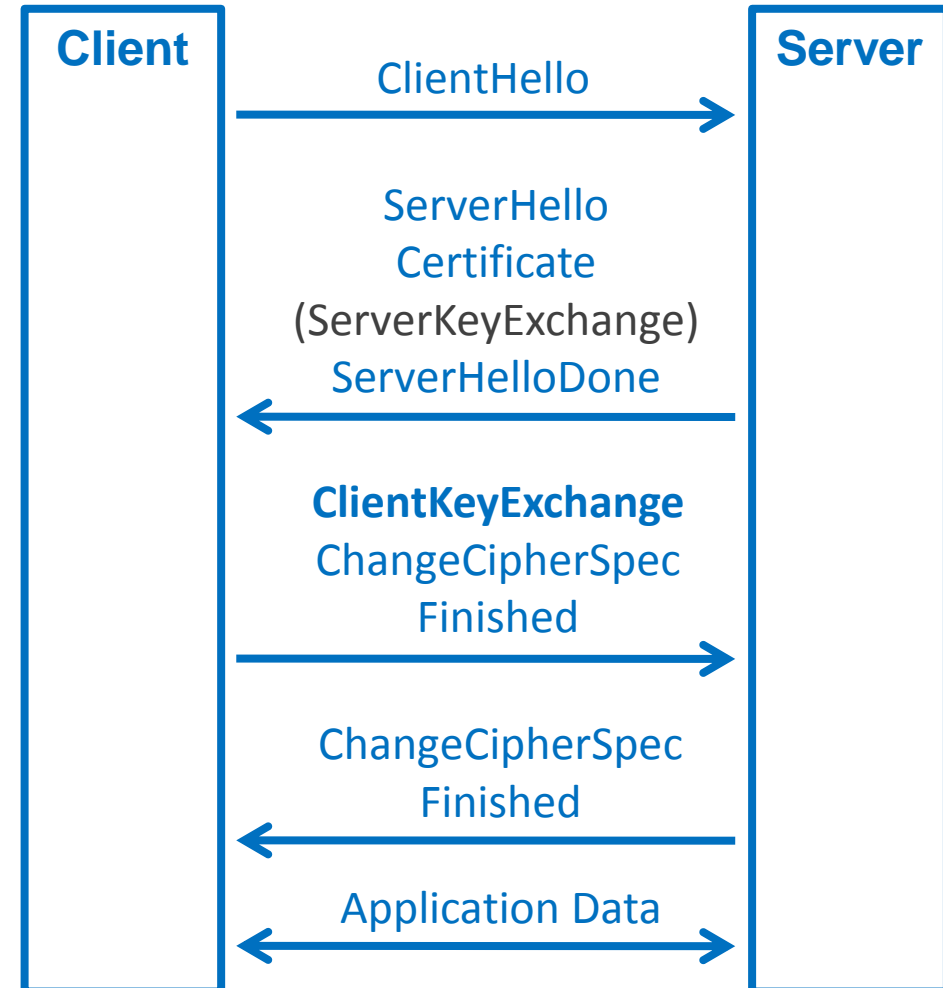 Client
Server
ClientHello
ServerHello
Certificate
(ServerKeyExchange)
ServerHelloDone
ClientKeyExchange
ChangeCipherSpec
Finished
ChangeCipherSpec
Finished
Application Data